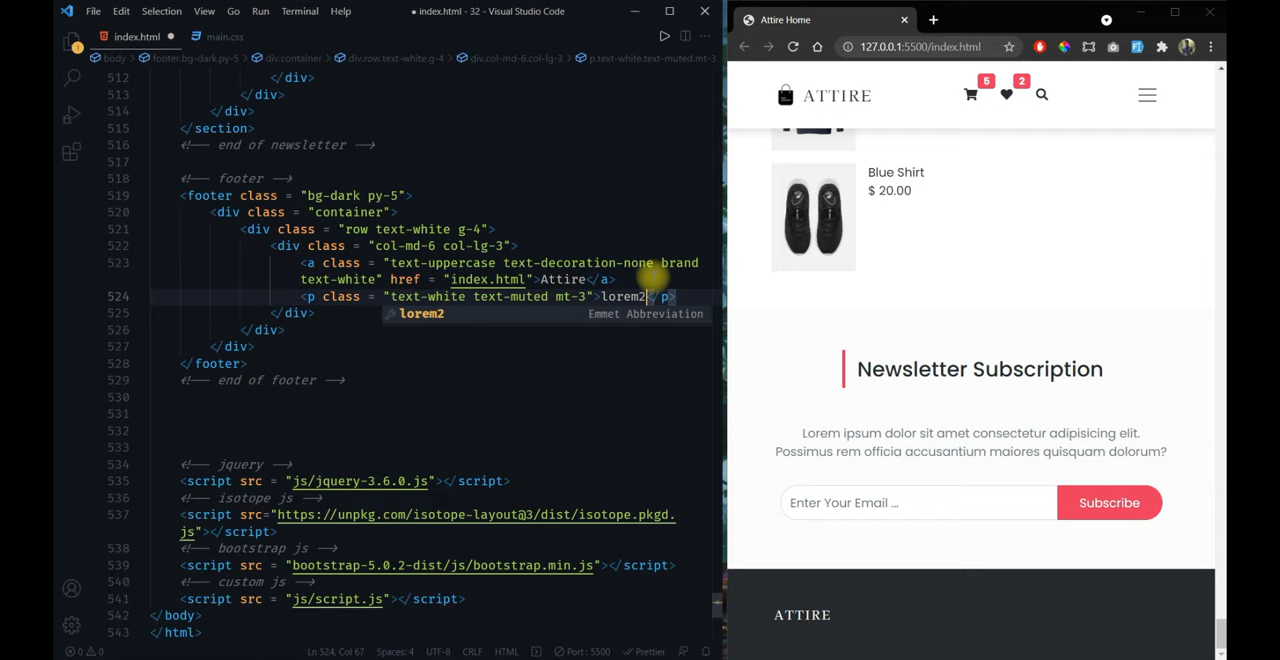 File Edit Selection View Go Run Terminal Help
● index.html - 32 - Visual Studio Code
index.html ●
main.css
body > footer.bg-dark.py-5 > div.container > div.row.text-white.g-4 > div.col-md-6.col-lg-3 > p.text-white.text-muted.mt-3
512 </div>
513 </div>
514 </div>
515 </section>
516 <!-- end of newsletter -->
517
518 <!-- footer -->
519 <footer class = "bg-dark py-5">
520 <div class = "container">
521 <div class = "row text-white g-4">
522 <div class = "col-md-6 col-lg-3">
523 <a class = "text-uppercase text-decoration-none brand
text-white" href = "index.html">Attire</a>
524 <p class = "text-white text-muted mt-3">lorem2</p>
525 </div>
lorem2 Emmet Abbreviation
526 </div>
527 </div>
528 </footer>
529 <!-- end of footer -->
530
531
532
533
534 <!-- jquery -->
535 <script src = "js/jquery-3.6.0.js"></script>
536 <!-- isotope js -->
537 <script src="https://unpkg.com/isotope-layout@3/dist/isotope.pkgd.
js"></script>
538 <!-- bootstrap js -->
539 <script src = "bootstrap-5.0.2-dist/js/bootstrap.min.js"></script>
540 <!-- custom js -->
541 <script src = "js/script.js"></script>
542 </body>
543 </html>
1
0 0
Ln 524, Col 67
Spaces: 4
UTF-8
CRLF
HTML
Port : 5500
Prettier
Attire Home
127.0.0.1:5500/index.html
ATTIRE
5
2
Blue Shirt
$ 20.00
Newsletter Subscription
Lorem ipsum dolor sit amet consectetur adipisicing elit.
Possimus rem officia accusantium maiores quisquam dolorum?
Enter Your Email ...
Subscribe
ATTIRE